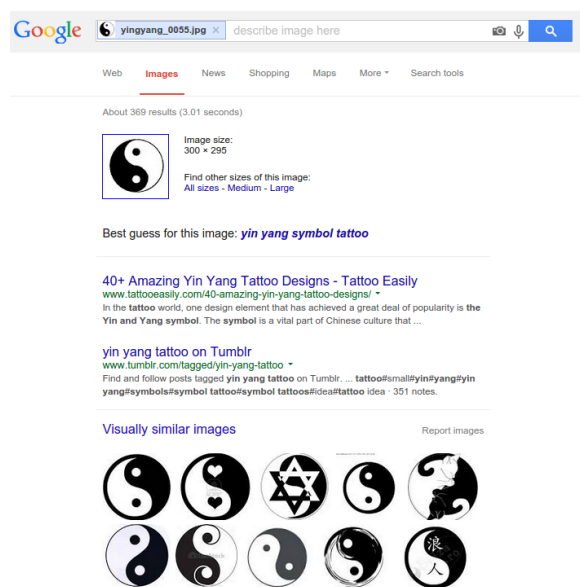 Google yingyang_0055.jpg × describe image here
Web Images News Shopping Maps More Search tools
About 369 results (3.01 seconds)
Image size:
300 × 295
Find other sizes of this image:
All sizes - Medium - Large
Best guess for this image: yin yang symbol tattoo
40+ Amazing Yin Yang Tattoo Designs - Tattoo Easily
www.tattooeasily.com/40-amazing-yin-yang-tattoo-designs/
In the tattoo world, one design element that has achieved a great deal of popularity is the
Yin and Yang symbol. The symbol is a vital part of Chinese culture that ...
yin yang tattoo on Tumblr
www.tumblr.com/tagged/yin-yang-tattoo
Find and follow posts tagged yin yang tattoo on Tumblr. ... tattoo#small#yin#yang#yin
yang#symbols#symbol tattoo#symbol tattoos#idea#tattoo idea · 351 notes.
Visually similar images Report images
浪
人